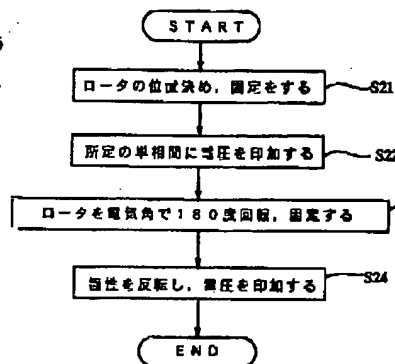 START
ロータの位置決め,固定をする
S21
所定の単相間に電圧を印加する
S22
ロータを電気角で180度回転,固定する
極性を反転し,電圧を印加する
S24
END